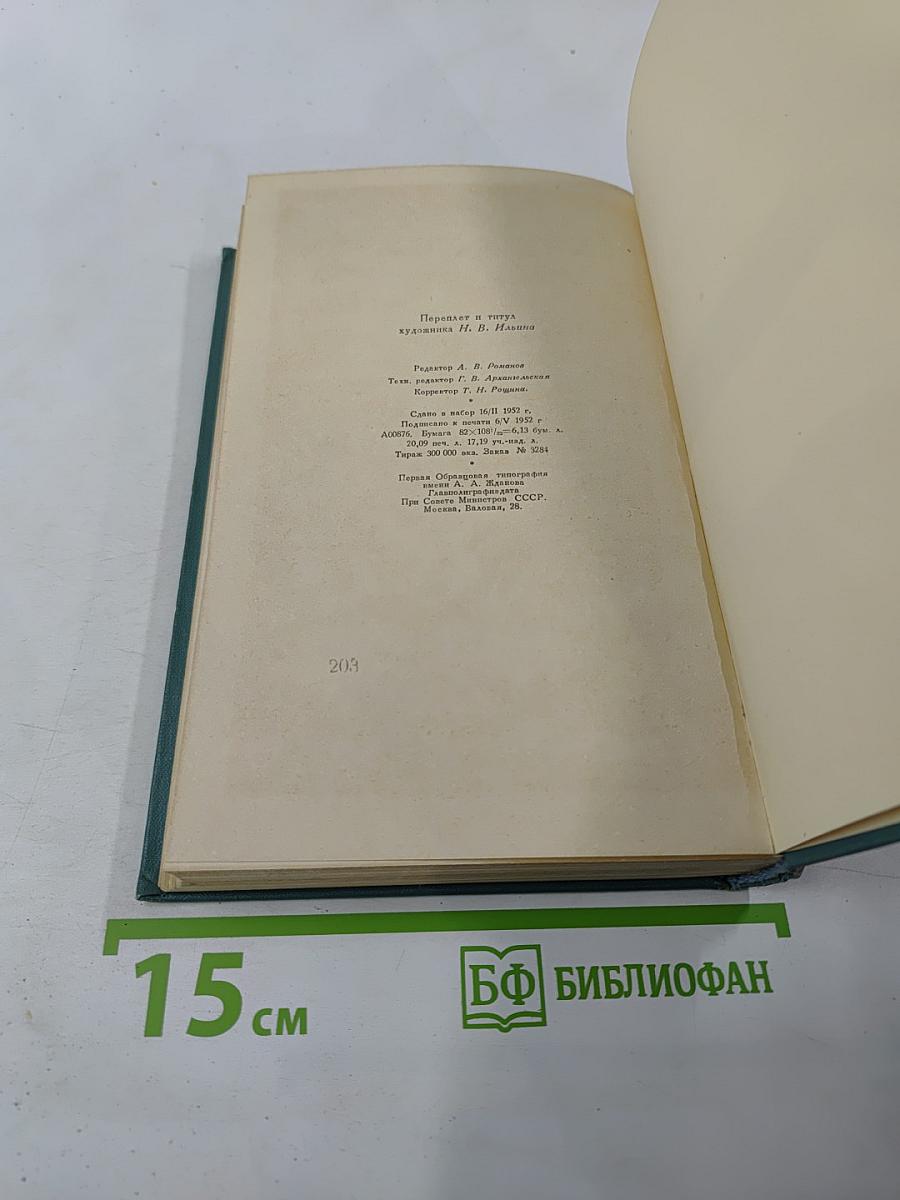 Переплет и титул
художника Н. В. Ильина
Редактор А. В. Романов
Техн. редактор Г. В. Архангельская
Корректор Т. Н. Рощина.
*
Сдано в набор 16/II 1952 г.
Подписано к печати 6/V 1952 г
А00876. Бумага 82×108¹/₃₂=6,13 бум. л.
20,09 печ. л. 17,19 уч.-изд. л.
Тираж 300 000 экз. Заказ № 3284
*
Первая Образцовая типография
имени А. А. Жданова
Главполиграфиздата
При Совете Министров СССР.
Москва, Валовая, 28.
203
15 см
БФ БИБЛИОФАН